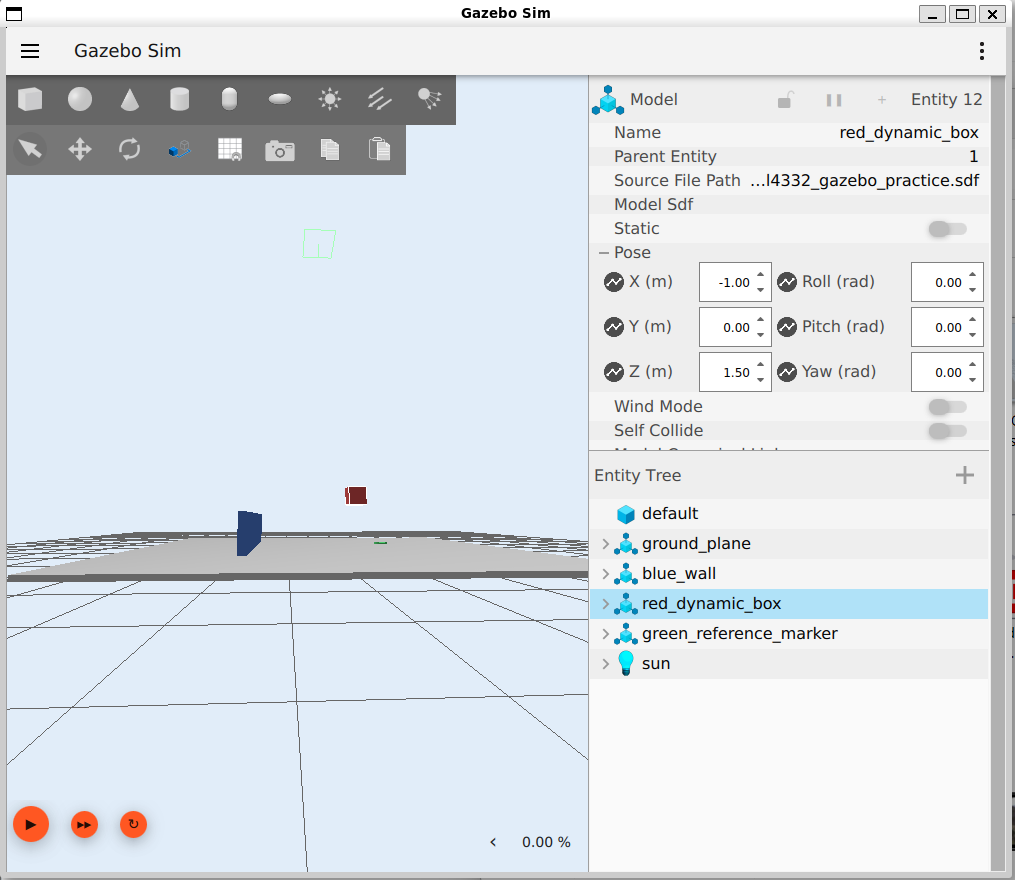 Gazebo Sim
Gazebo Sim
Model
Entity 12
Name
red_dynamic_box
Parent Entity
1
Source File Path
...l4332_gazebo_practice.sdf
Model Sdf
Static
Pose
X (m)
-1.00
Roll (rad)
0.00
Y (m)
0.00
Pitch (rad)
0.00
Z (m)
1.50
Yaw (rad)
0.00
Wind Mode
Self Collide
Entity Tree
default
ground_plane
blue_wall
red_dynamic_box
green_reference_marker
sun
0.00 %